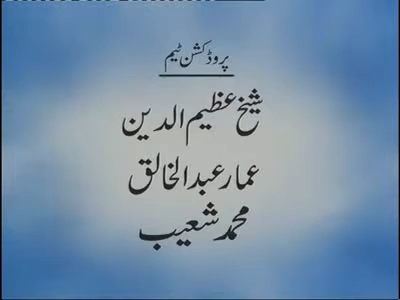 پروڈکشن ٹیم
شیخ عظیم الدین
عمار عبدالخالق
محمد شعیب